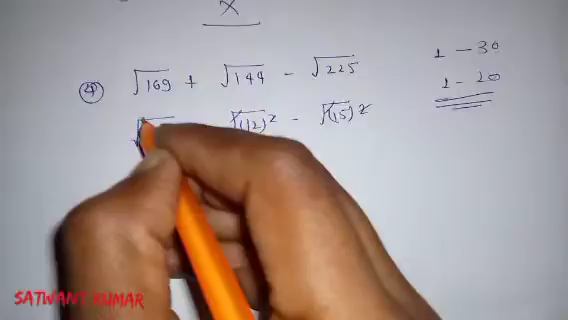 X
④ √169 + √144 − √225
√(12)² − √(15)²
1 − 30
1 − 20
SATWANT KUMAR